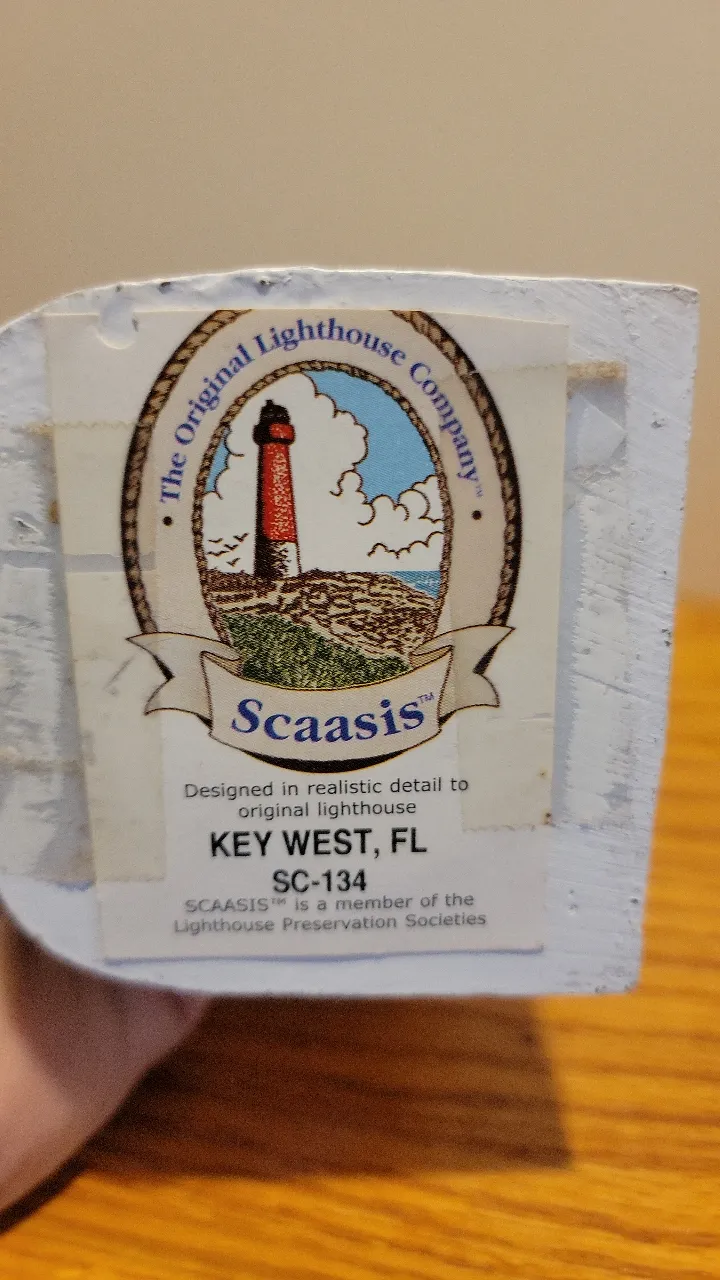 The Original Lighthouse Company™
Scaasis™
Designed in realistic detail to
original lighthouse
KEY WEST, FL
SC-134
SCAASIS™ is a member of the
Lighthouse Preservation Societies